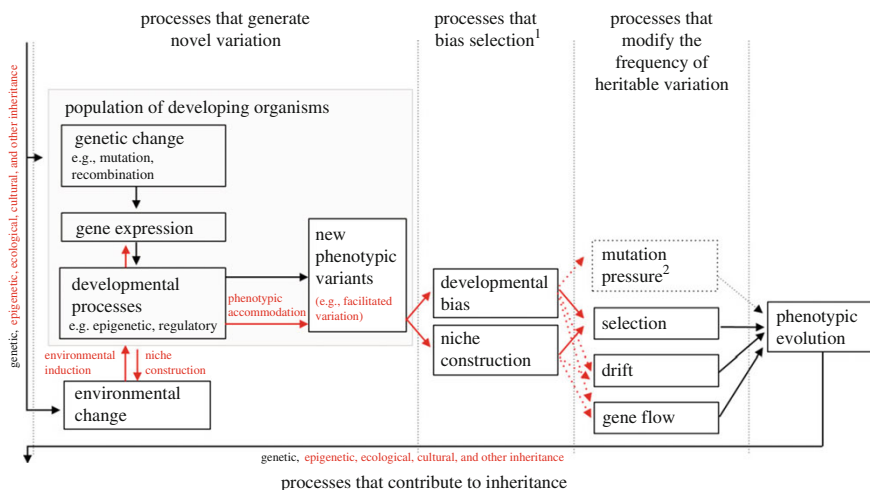 processes that generate
novel variation
processes that
bias selection1
processes that
modify the
frequency of
heritable variation
genetic, epigenetic, ecological, cultural, and other inheritance
population of developing organisms
genetic change
e.g., mutation,
recombination
gene expression
developmental
processes
e.g. epigenetic, regulatory
phenotypic
accommodation
new
phenotypic
variants
(e.g., facilitated
variation)
environmental
induction
niche
construction
environmental
change
developmental
bias
niche
construction
mutation
pressure2
selection
drift
gene flow
phenotypic
evolution
genetic, epigenetic, ecological, cultural, and other inheritance
processes that contribute to inheritance